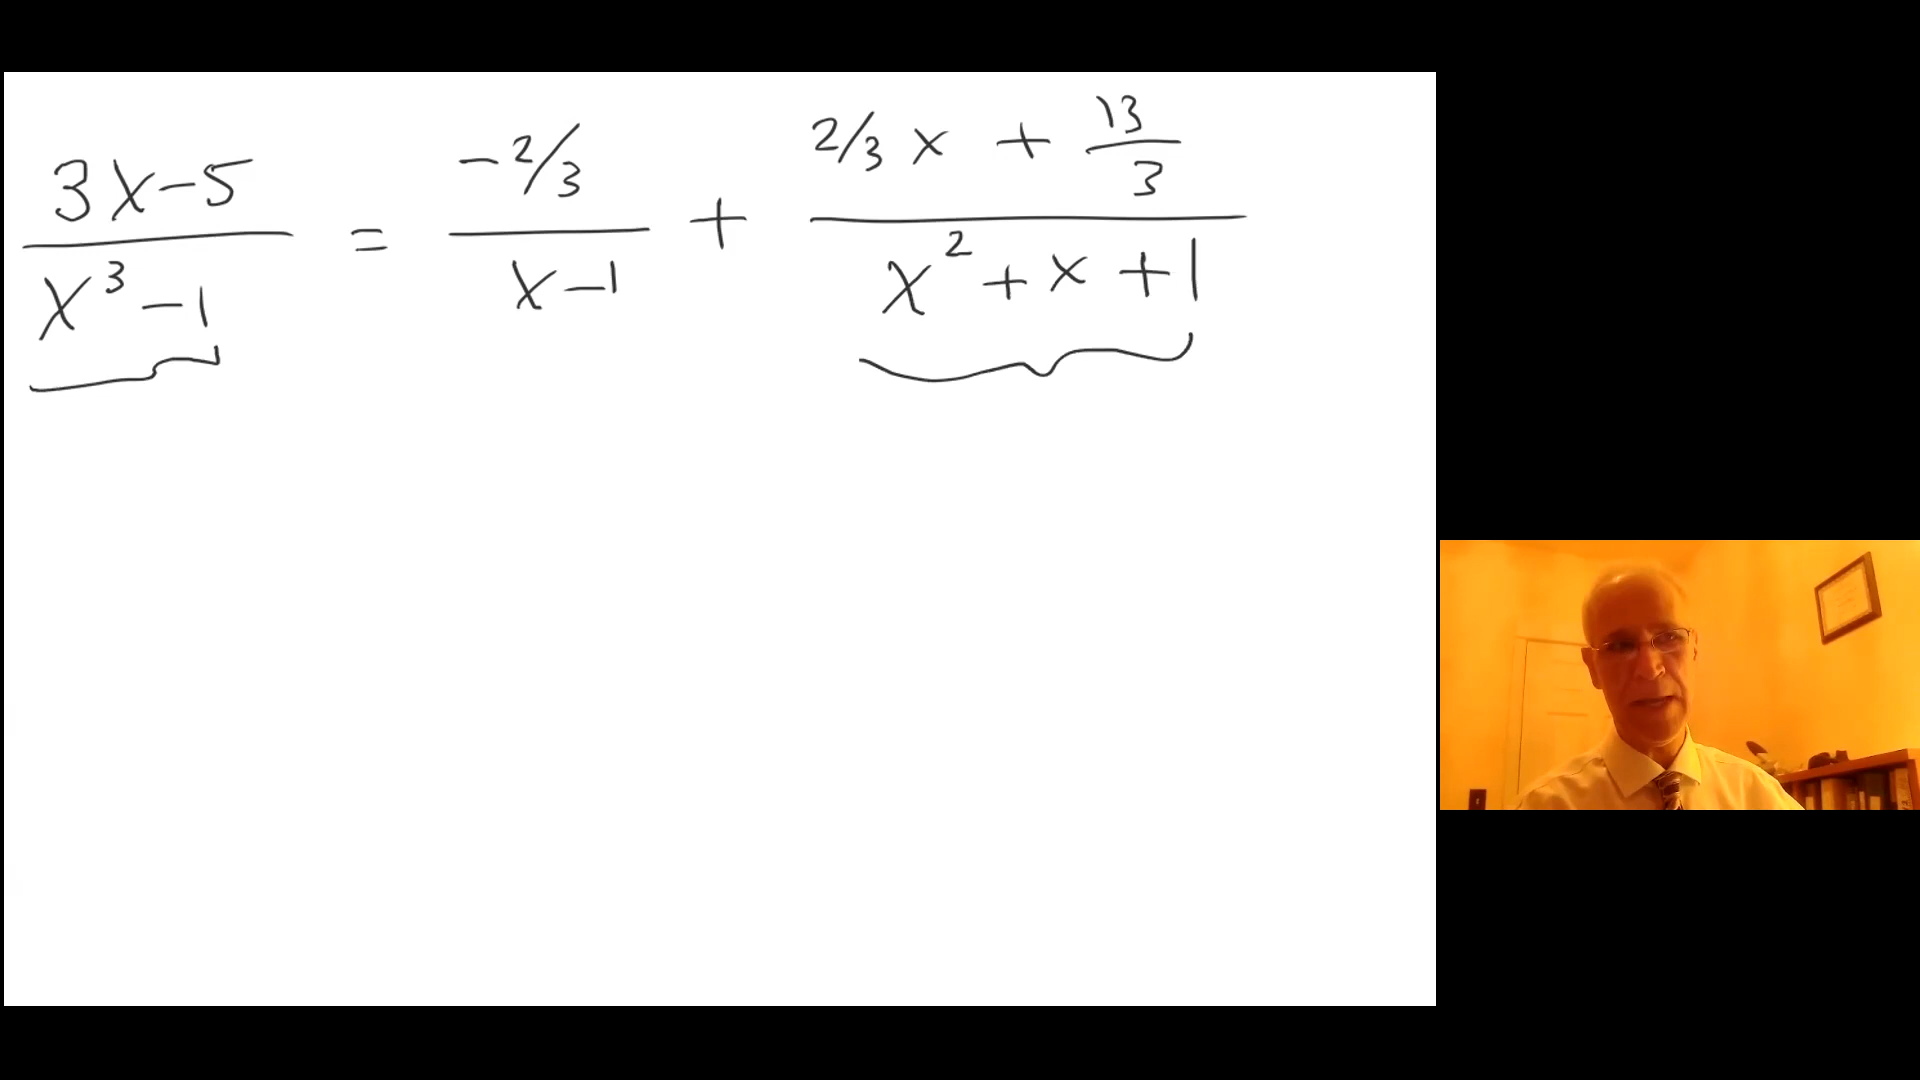 3x-5 / x³-1 = -2/3 / x-1 + 2/3 x + 13/3 / x²+x+1